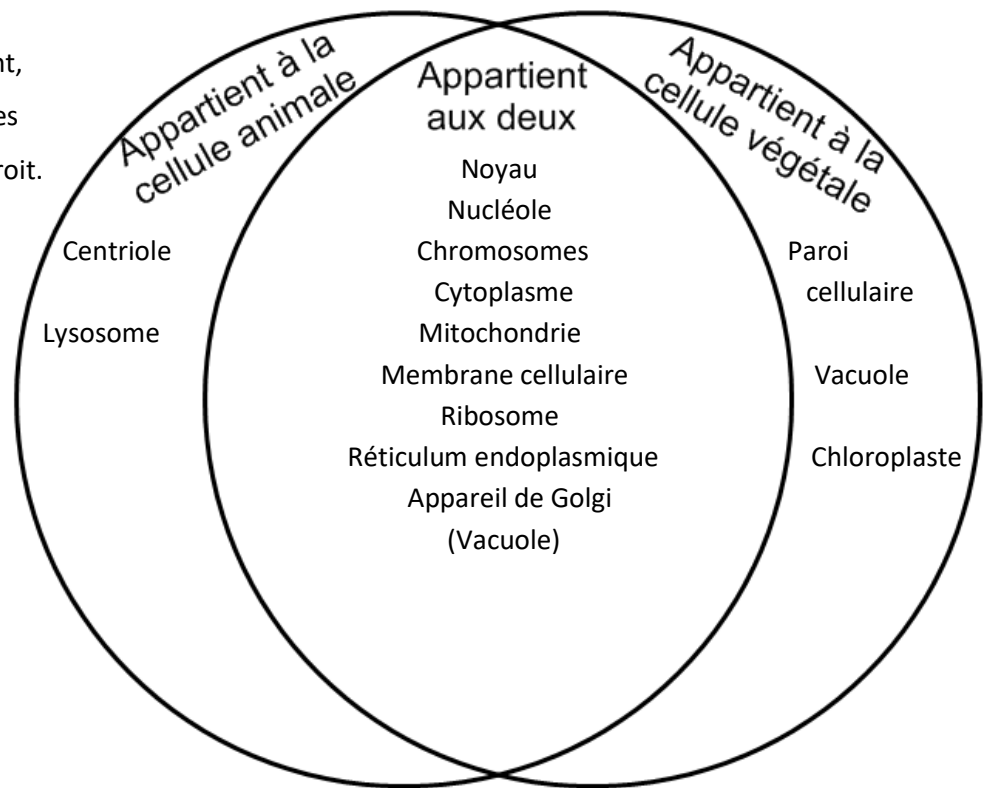 nt,
es
roit.
Appartient à la
cellule animale
Centriole
Lysosome
Appartient
aux deux
Noyau
Nucléole
Chromosomes
Cytoplasme
Mitochondrie
Membrane cellulaire
Ribosome
Réticulum endoplasmique
Appareil de Golgi
(Vacuole)
Appartient à la
cellule végétale
Paroi
cellulaire
Vacuole
Chloroplaste